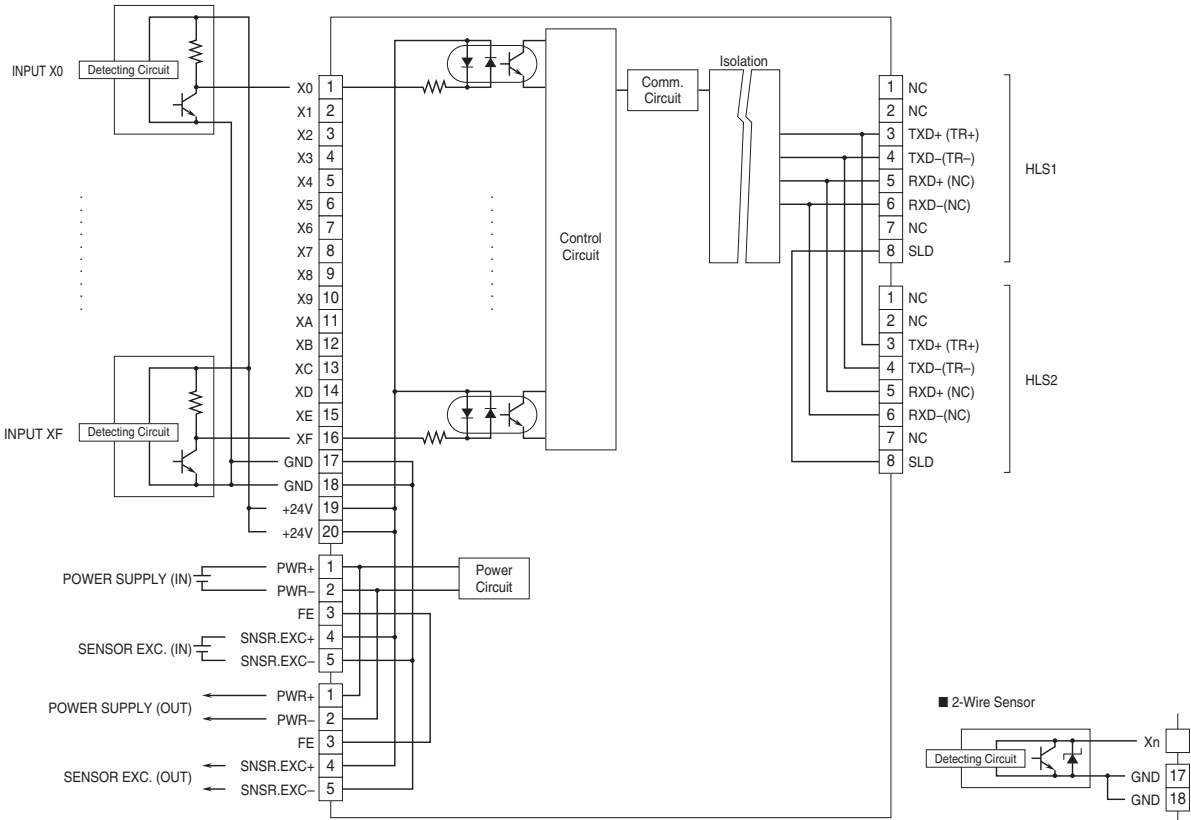 INPUT X0
Detecting Circuit
X0 1
X1 2
X2 3
X3 4
X4 5
X5 6
X6 7
X7 8
X8 9
X9 10
XA 11
XB 12
XC 13
XD 14
XE 15
XF 16
GND 17
GND 18
+24V 19
+24V 20
INPUT XF
Detecting Circuit
Control
Circuit
Comm.
Circuit
Isolation
1 NC
2 NC
3 TXD+ (TR+)
4 TXD–(TR–)
5 RXD+ (NC)
6 RXD–(NC)
7 NC
8 SLD
HLS1
1 NC
2 NC
3 TXD+ (TR+)
4 TXD–(TR–)
5 RXD+ (NC)
6 RXD–(NC)
7 NC
8 SLD
HLS2
POWER SUPPLY (IN)
PWR+ 1
PWR– 2
FE 3
SENSOR EXC. (IN)
SNSR.EXC+ 4
SNSR.EXC– 5
Power
Circuit
POWER SUPPLY (OUT)
PWR+ 1
PWR– 2
FE 3
SENSOR EXC. (OUT)
SNSR.EXC+ 4
SNSR.EXC– 5
■ 2-Wire Sensor
Detecting Circuit
Xn
GND 17
GND 18